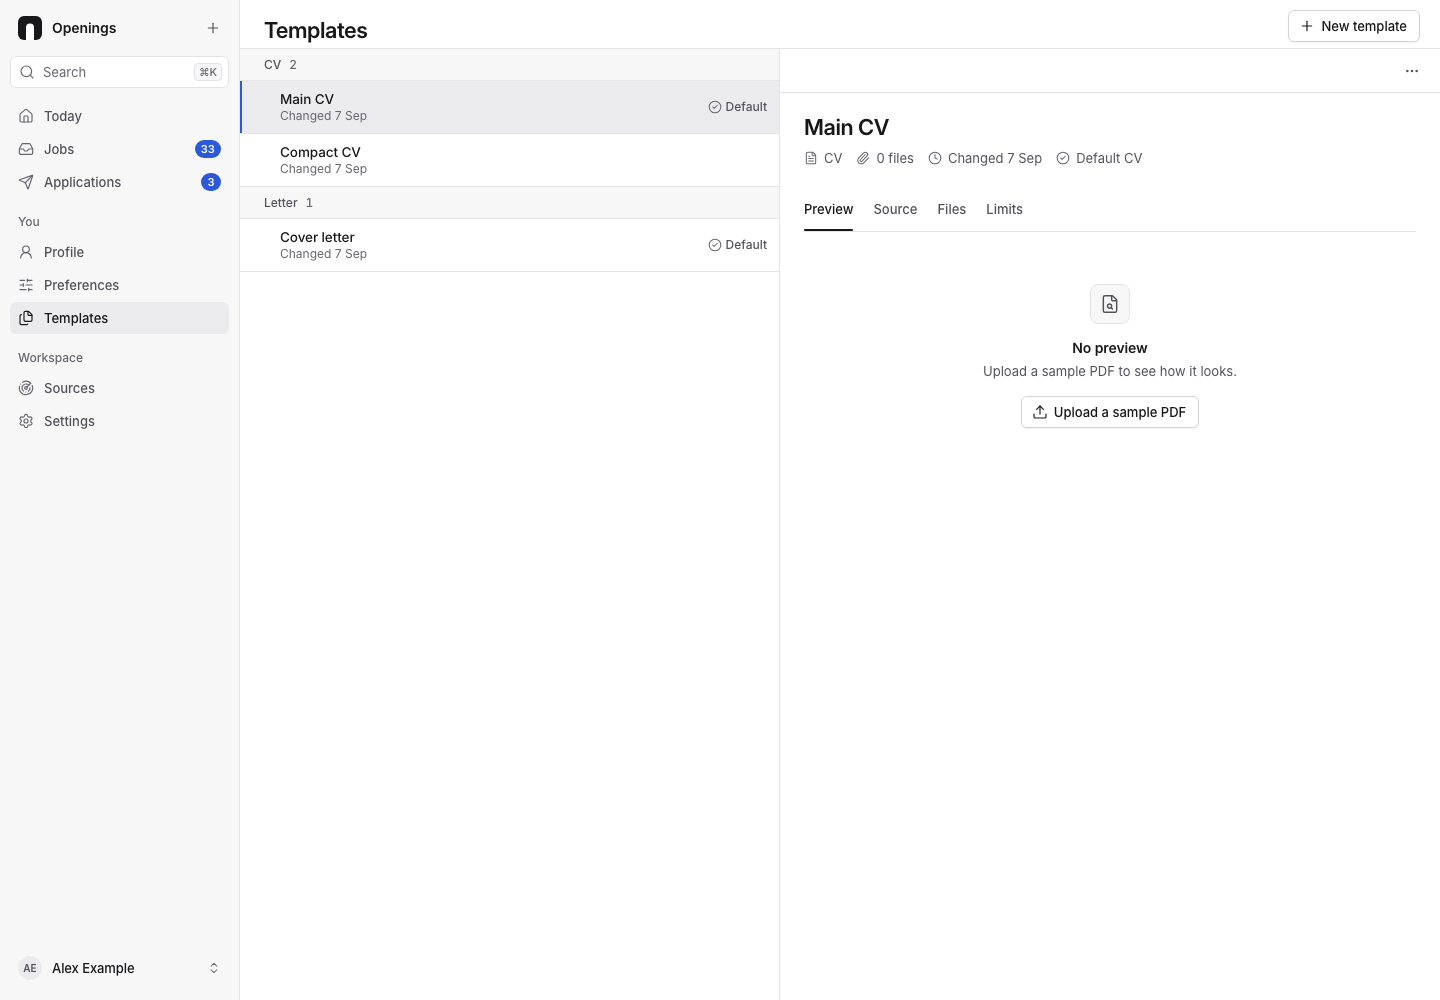 Openings
Search ⌘K
Today
Jobs 33
Applications 3
You
Profile
Preferences
Templates
Workspace
Sources
Settings
AE Alex Example
Templates
New template
CV 2
Main CV
Changed 7 Sep
Default
Compact CV
Changed 7 Sep
Letter 1
Cover letter
Changed 7 Sep
Default
Main CV
CV 0 files Changed 7 Sep Default CV
Preview Source Files Limits
No preview
Upload a sample PDF to see how it looks.
Upload a sample PDF